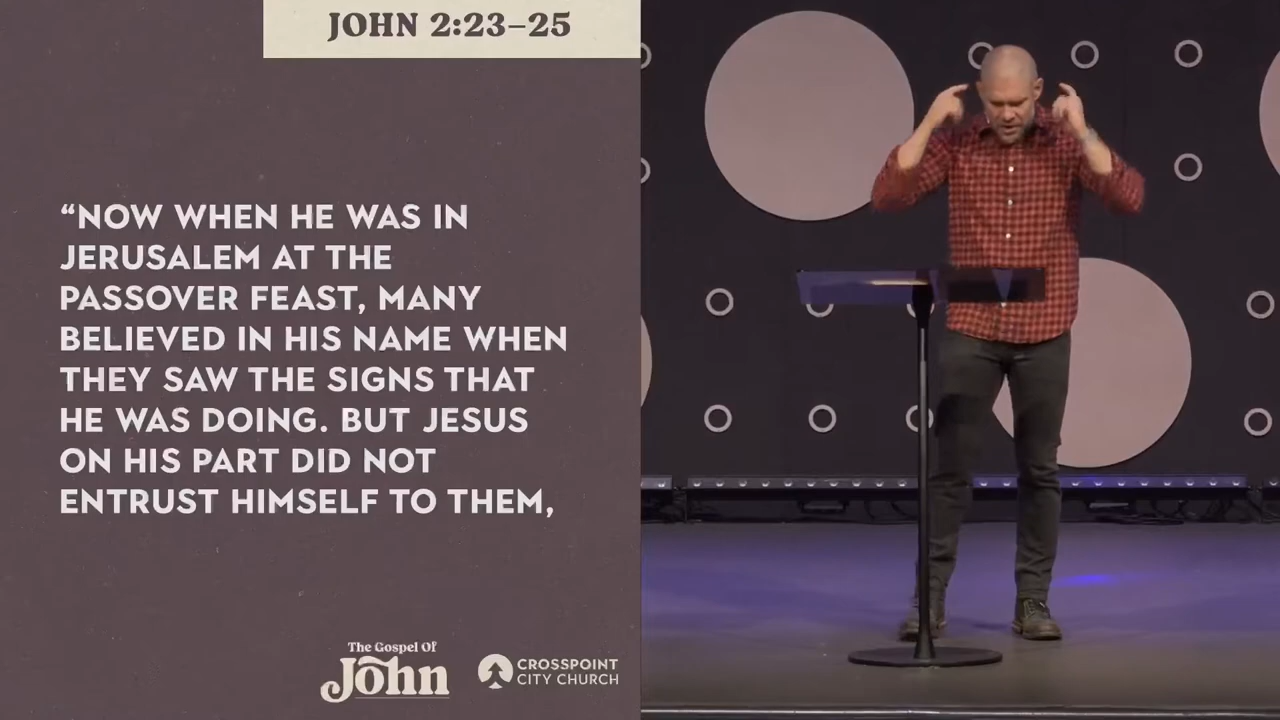 JOHN 2:23–25
“NOW WHEN HE WAS IN
JERUSALEM AT THE
PASSOVER FEAST, MANY
BELIEVED IN HIS NAME WHEN
THEY SAW THE SIGNS THAT
HE WAS DOING. BUT JESUS
ON HIS PART DID NOT
ENTRUST HIMSELF TO THEM,
The Gospel Of
John
CROSSPOINT
CITY CHURCH